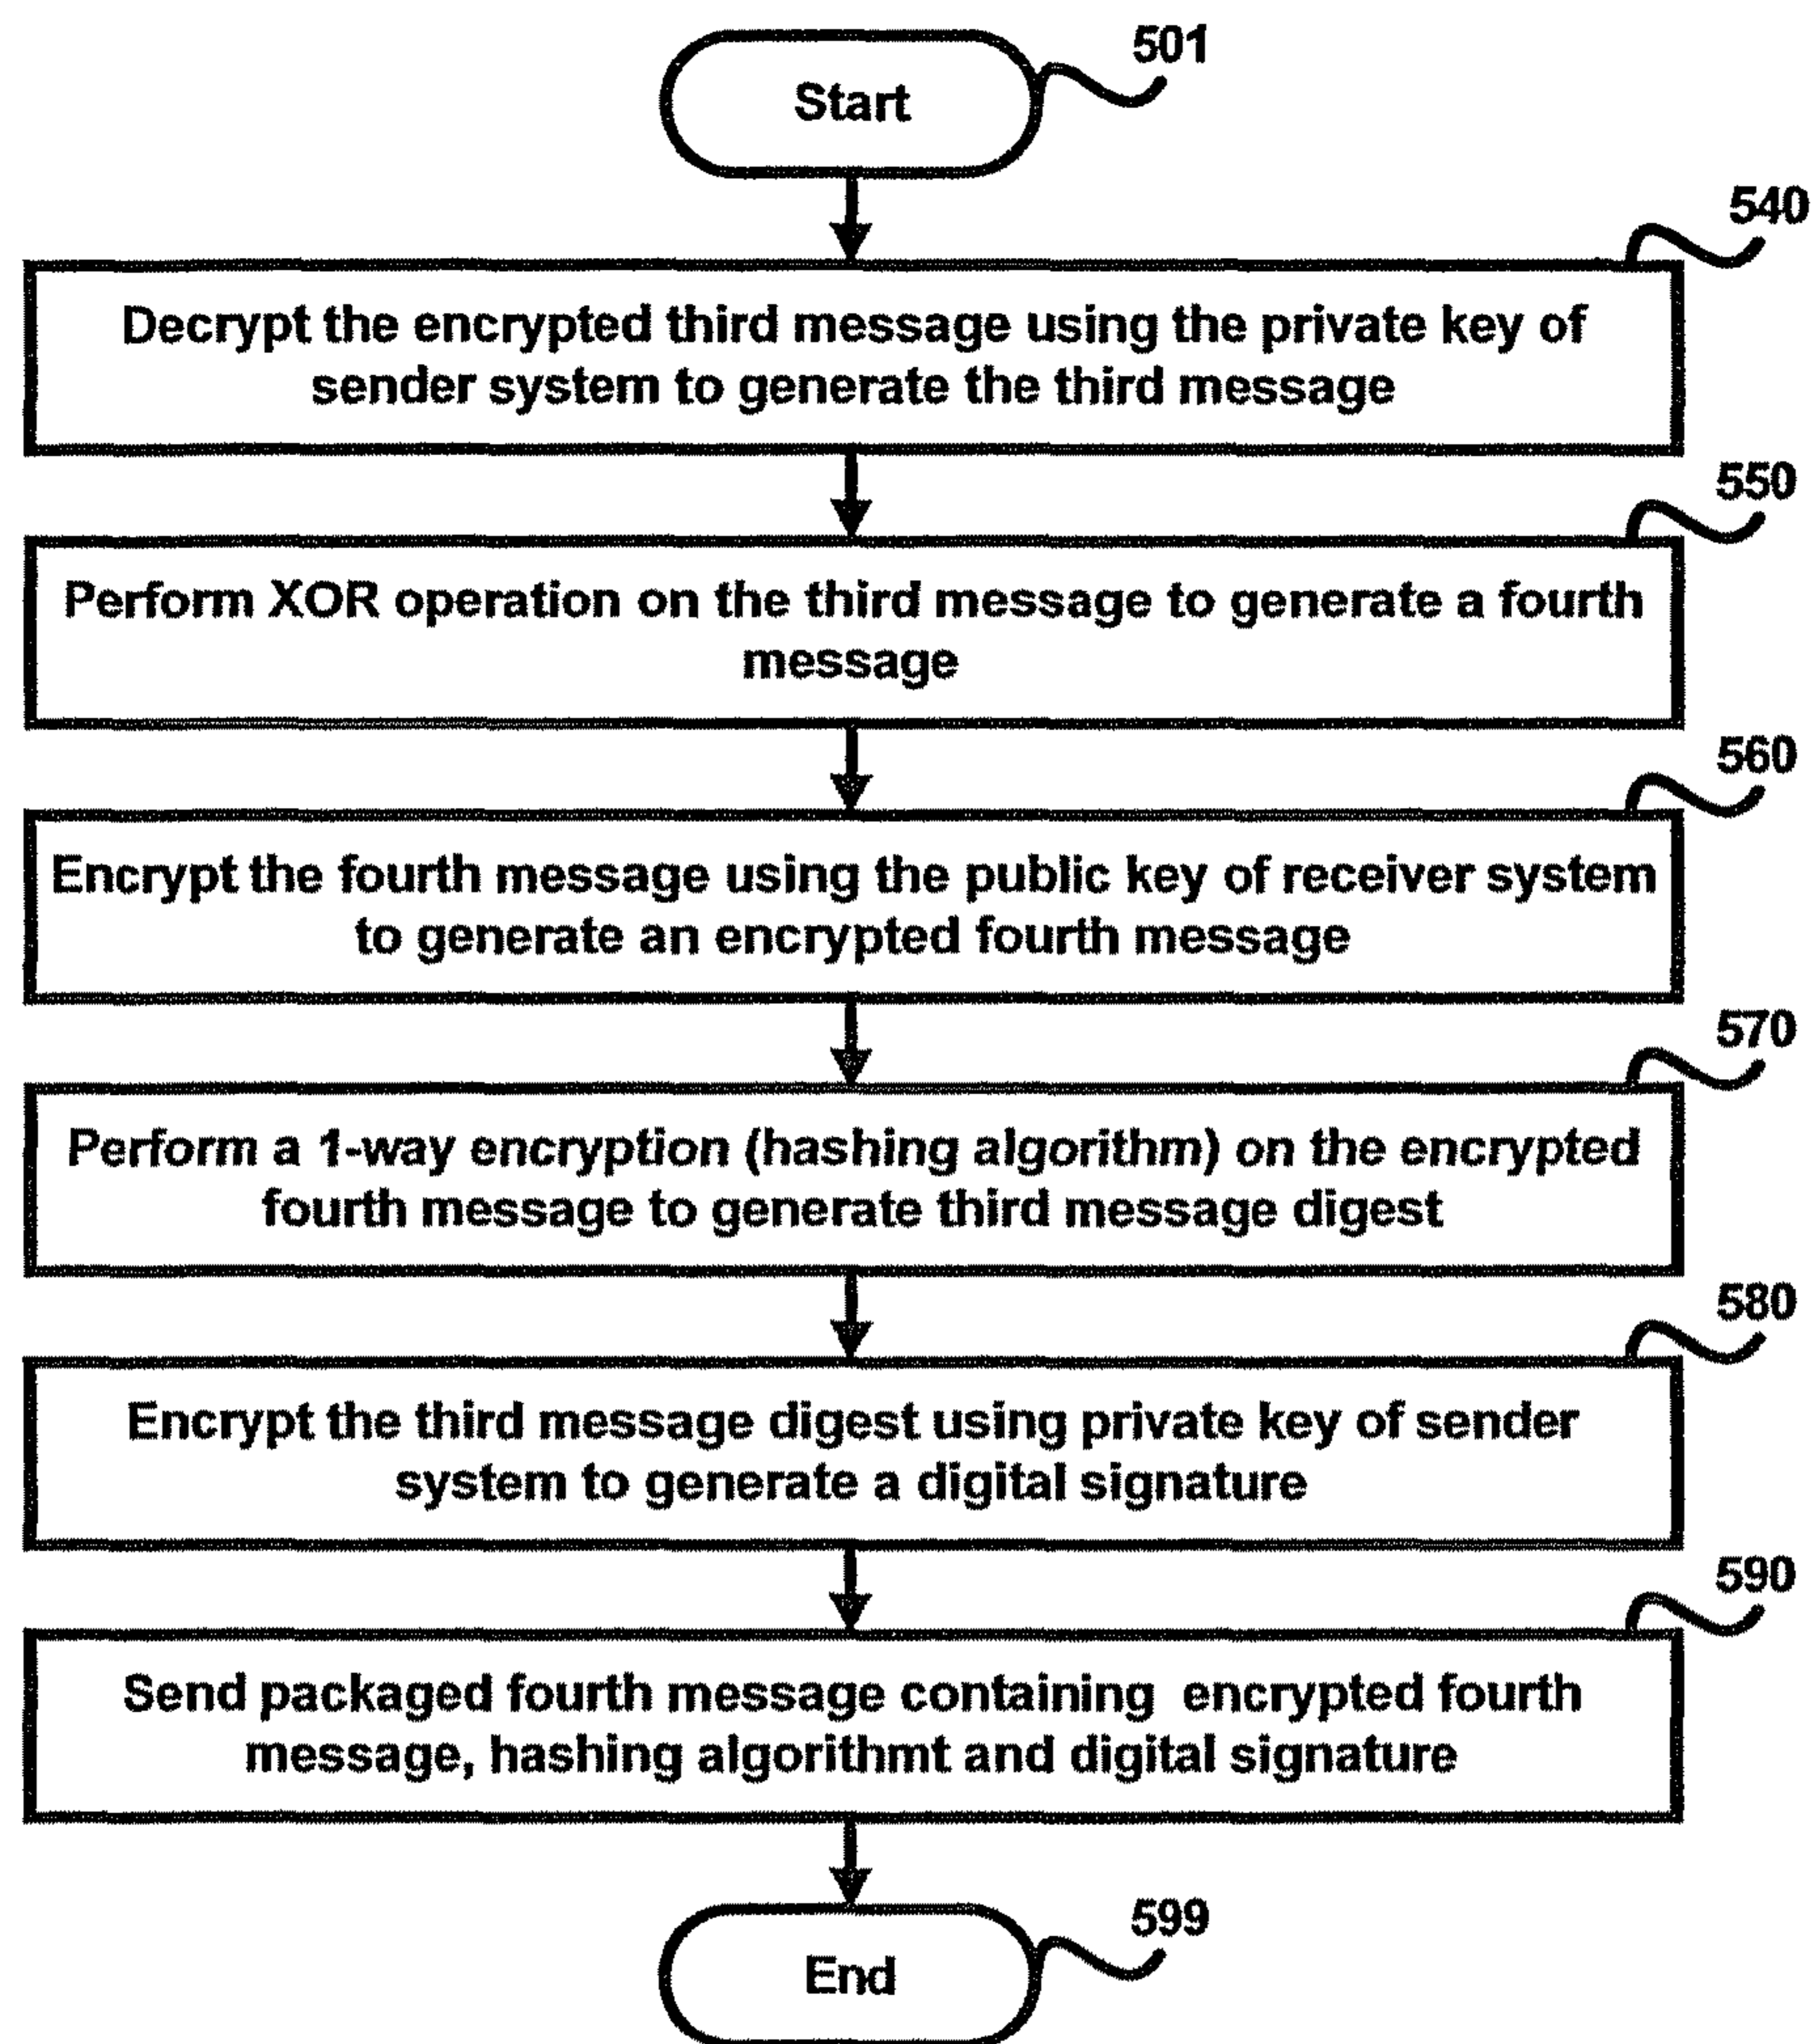 501
Start
540
Decrypt the encrypted third message using the private key of
sender system to generate the third message
550
Perform XOR operation on the third message to generate a fourth
message
560
Encrypt the fourth message using the public key of receiver system
to generate an encrypted fourth message
570
Perform a 1-way encryption (hashing algorithm) on the encrypted
fourth message to generate third message digest
580
Encrypt the third message digest using private key of sender
system to generate a digital signature
590
Send packaged fourth message containing encrypted fourth
message, hashing algorithmt and digital signature
599
End